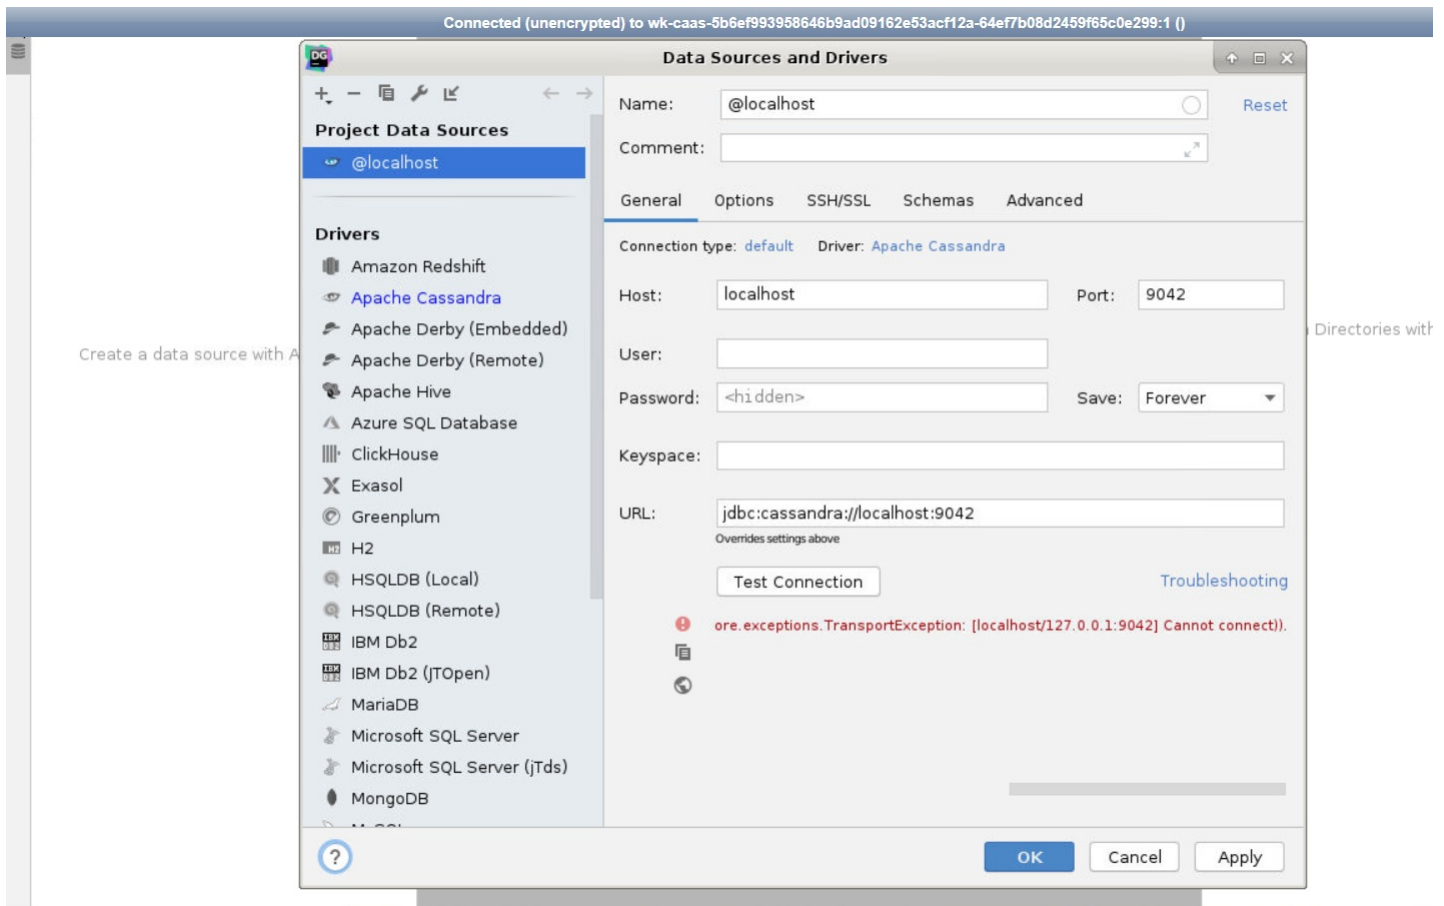 Connected (unencrypted) to wk-caas-5b6ef993958646b9ad09162e53acf12a-64ef7b08d2459f65c0e299:1 ()
DG
Data Sources and Drivers
Project Data Sources
@localhost
Drivers
Amazon Redshift
Apache Cassandra
Apache Derby (Embedded)
Apache Derby (Remote)
Apache Hive
Azure SQL Database
ClickHouse
Exasol
Greenplum
H2
HSQLDB (Local)
HSQLDB (Remote)
IBM Db2
IBM Db2 (JTOpen)
MariaDB
Microsoft SQL Server
Microsoft SQL Server (jTds)
MongoDB
Name: @localhost Reset
Comment:
General Options SSH/SSL Schemas Advanced
Connection type: default Driver: Apache Cassandra
Host: localhost Port: 9042
User:
Password: <hidden> Save: Forever
Keyspace:
URL: jdbc:cassandra://localhost:9042
Overrides settings above
Test Connection Troubleshooting
ore.exceptions.TransportException: [localhost/127.0.0.1:9042] Cannot connect)).
? OK Cancel Apply
Create a data source with A
Directories with